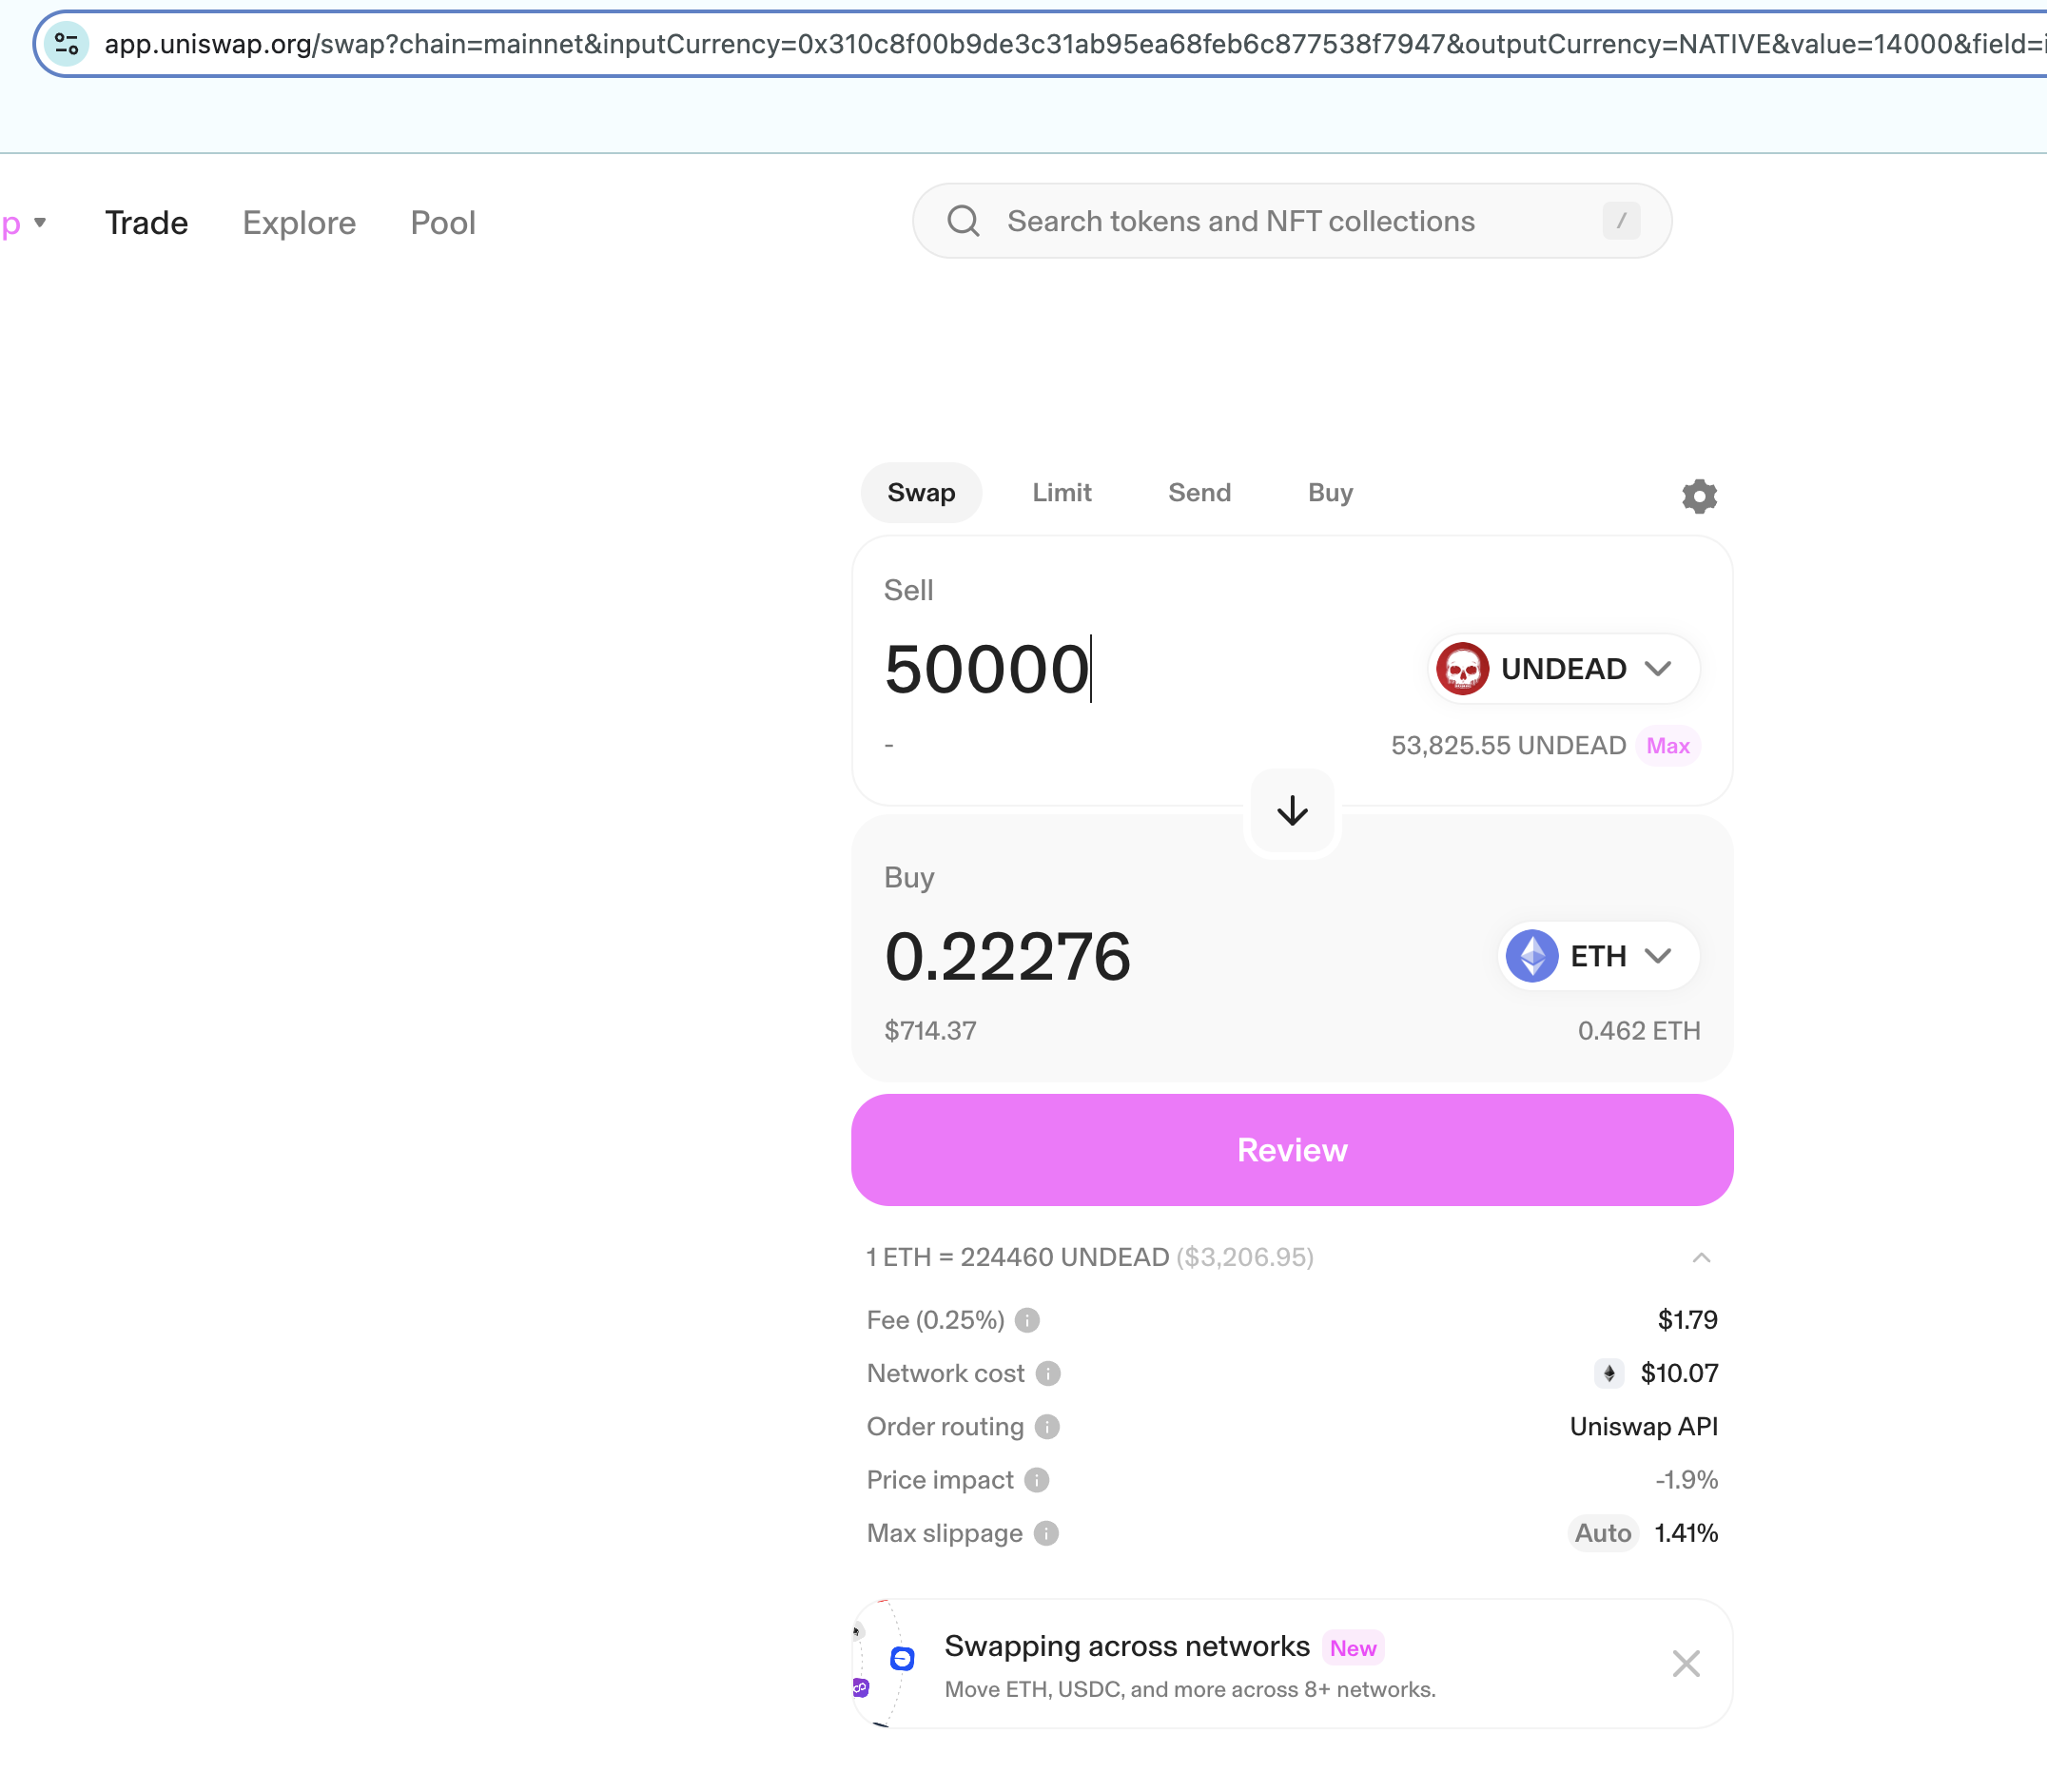 app.uniswap.org/swap?chain=mainnet&inputCurrency=0x310c8f00b9de3c31ab95ea68feb6c877538f7947&outputCurrency=NATIVE&value=14000&field=i
p Trade Explore Pool Search tokens and NFT collections /
Swap Limit Send Buy
Sell
50000 UNDEAD
- 53,825.55 UNDEAD Max
Buy
0.22276 ETH
$714.37 0.462 ETH
Review
1 ETH = 224460 UNDEAD ($3,206.95)
Fee (0.25%) $1.79
Network cost $10.07
Order routing Uniswap API
Price impact -1.9%
Max slippage Auto 1.41%
Swapping across networks New
Move ETH, USDC, and more across 8+ networks.